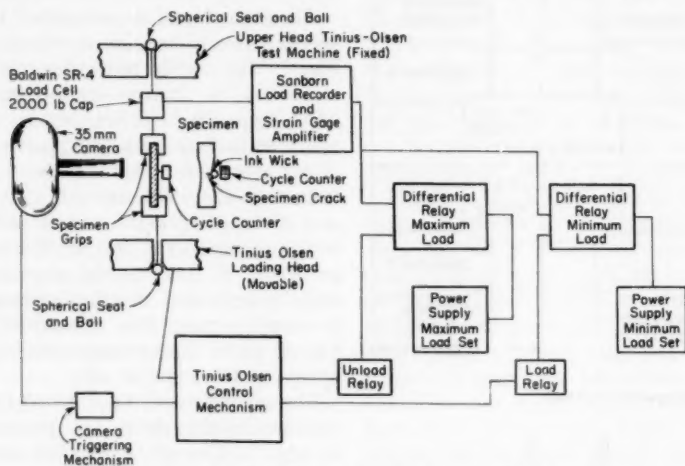 Spherical Seat and Ball
Upper Head Tinius-Olsen
Test Machine (Fixed)
Baldwin SR-4
Load Cell
2000 lb Cap
35 mm
Camera
Sanborn
Load Recorder
and
Strain Gage
Amplifier
Specimen
Ink Wick
Cycle Counter
Specimen Crack
Specimen
Grips
Cycle Counter
Differential
Relay
Maximum
Load
Differential
Relay
Minimum
Load
Tinius Olsen
Loading Head
(Movable)
Spherical Seat
and Ball
Power
Supply
Maximum
Load Set
Power
Supply
Minimum
Load Set
Tinius Olsen
Control
Mechanism
Unload
Relay
Load
Relay
Camera
Triggering
Mechanism